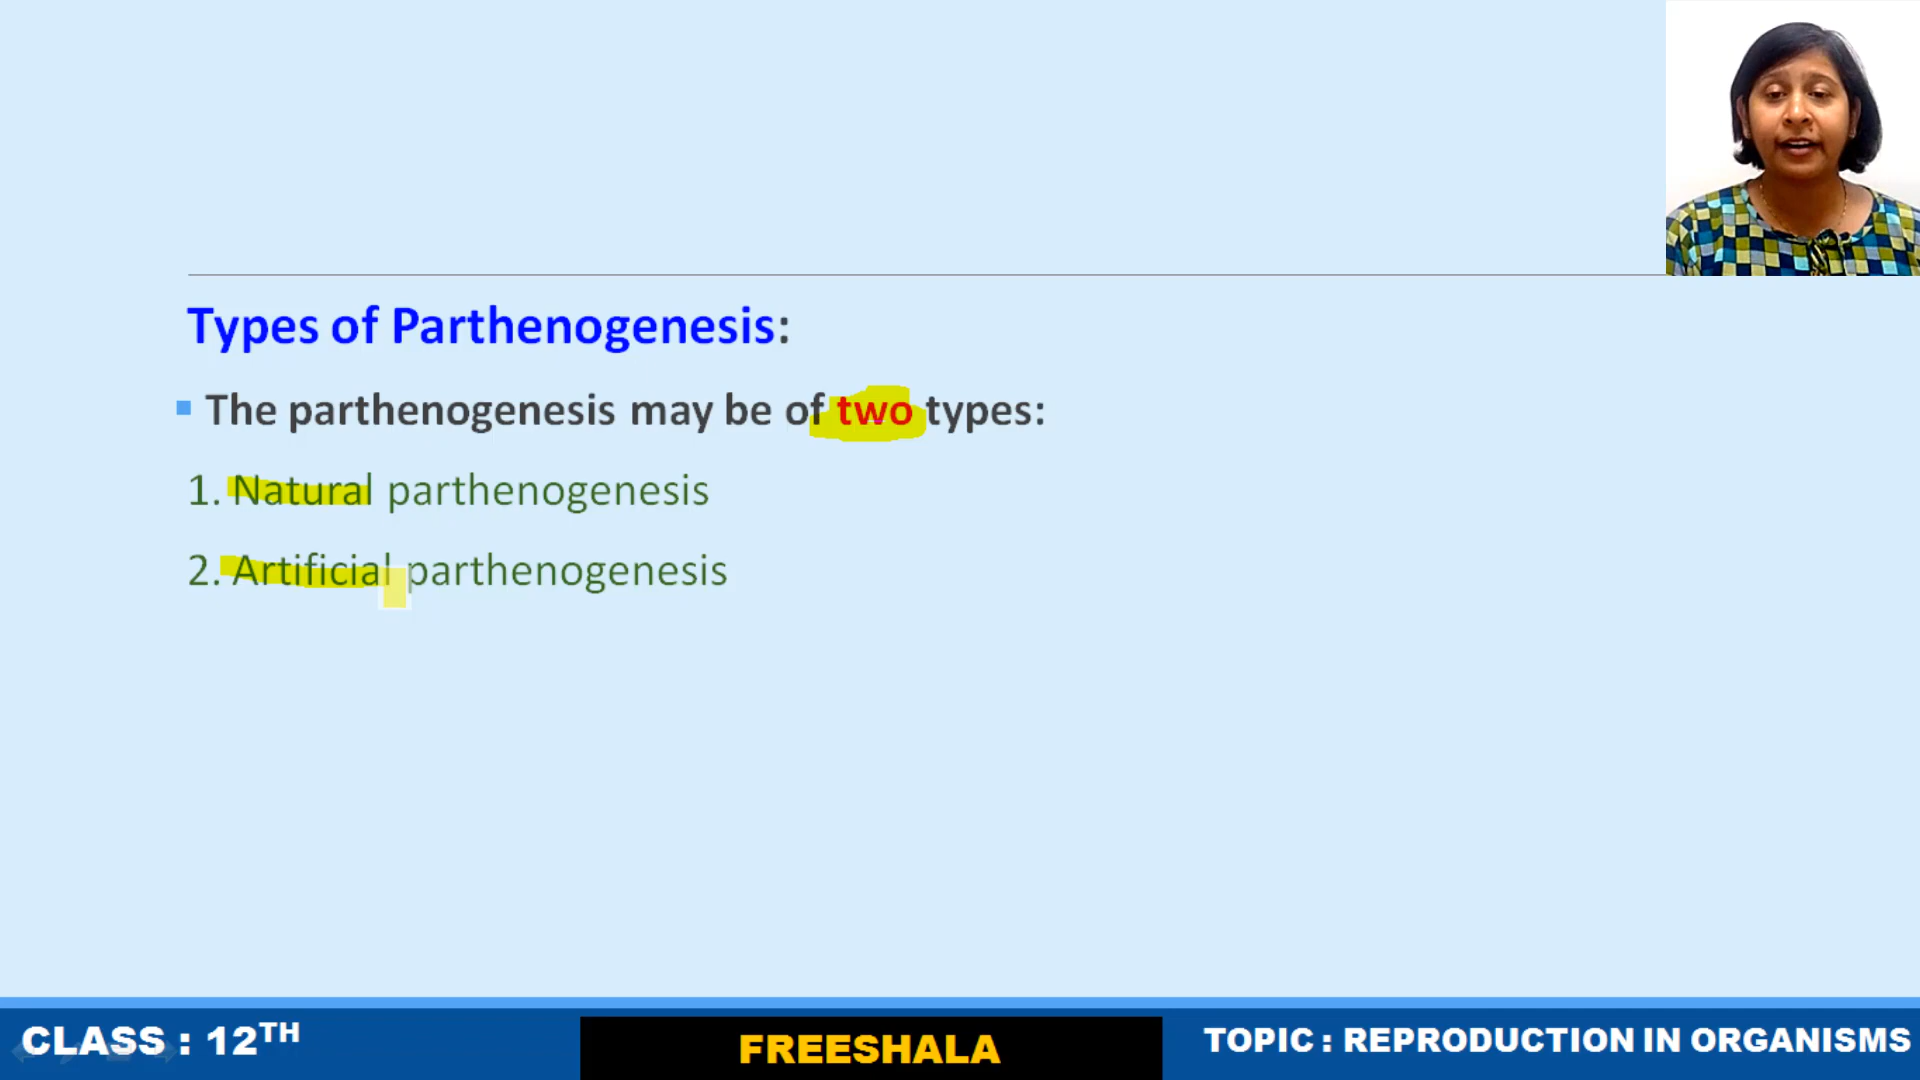 Types of Parthenogenesis:
▪ The parthenogenesis may be of two types:
1. Natural parthenogenesis
2. Artificial parthenogenesis
CLASS : 12TH
FREESHALA
TOPIC : REPRODUCTION IN ORGANISMS